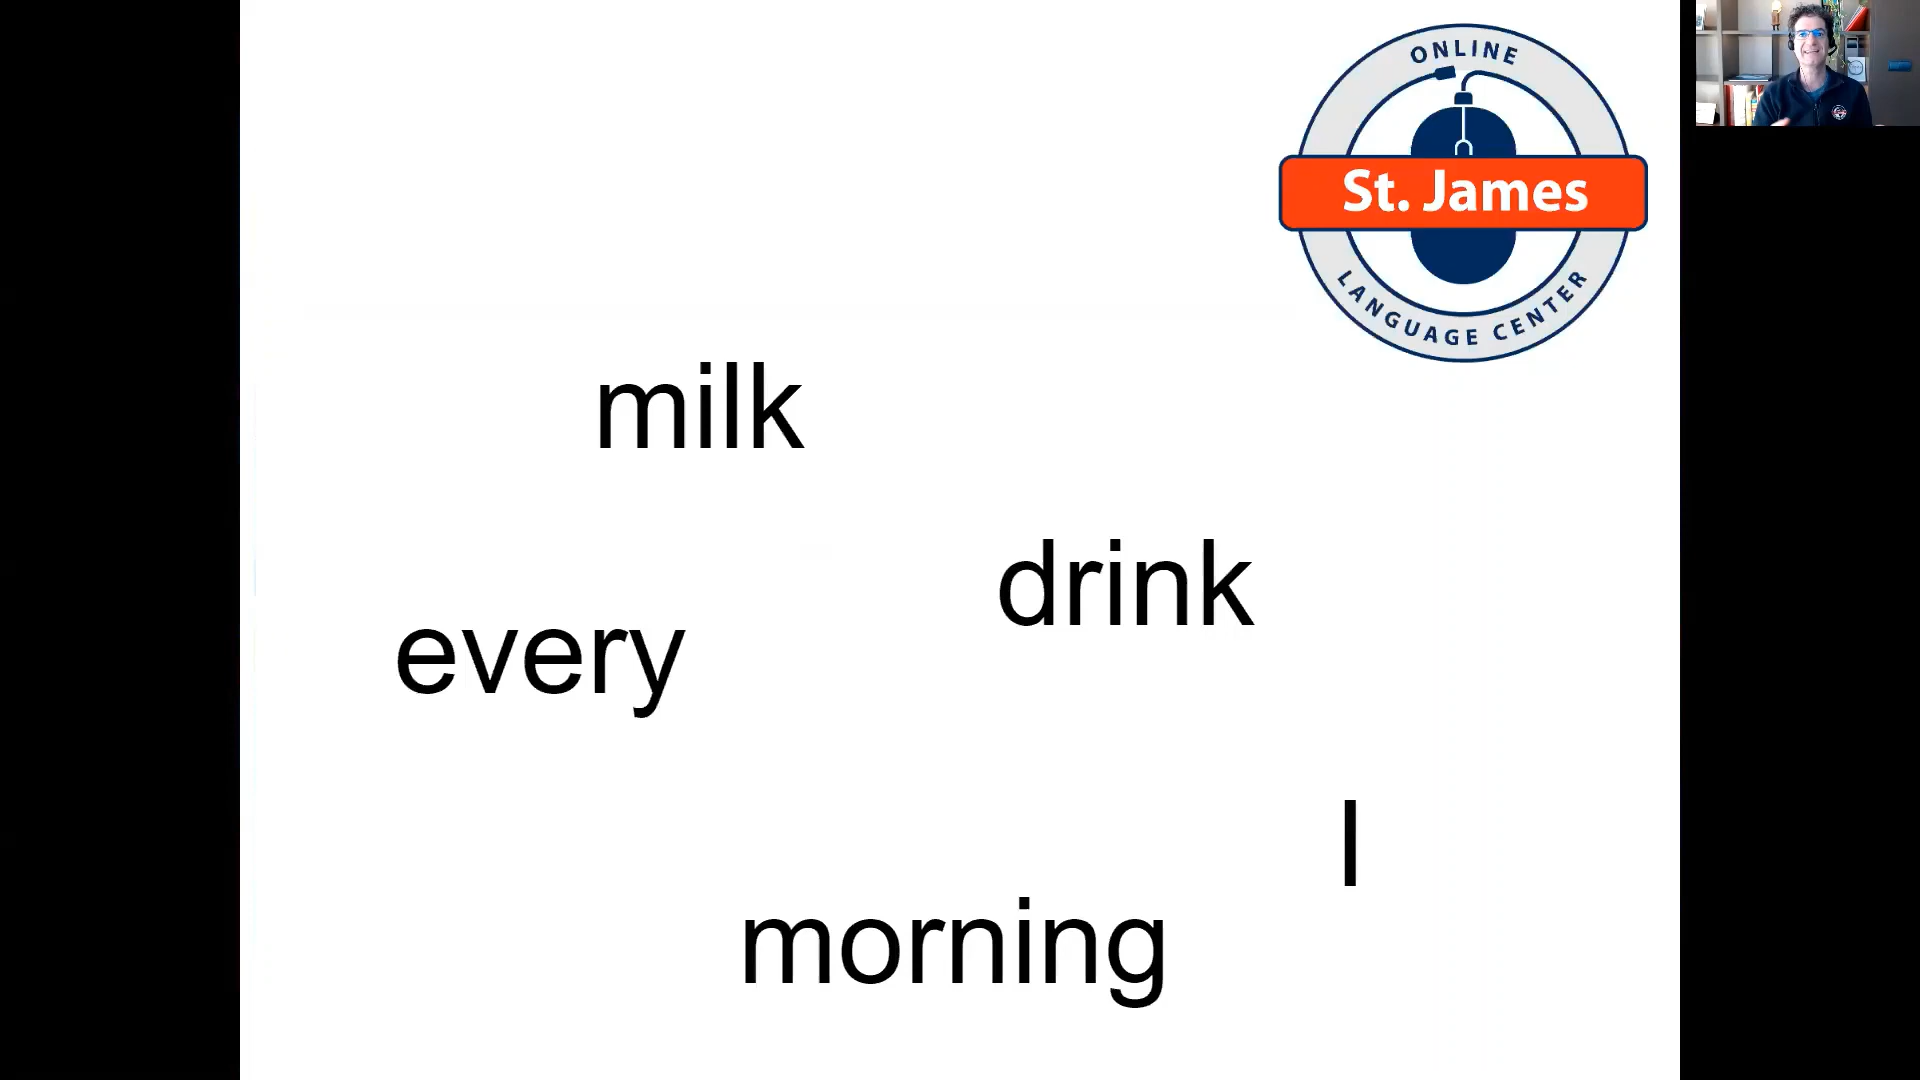 ONLINE
St. James
LANGUAGE CENTER
milk
drink
every
I
morning